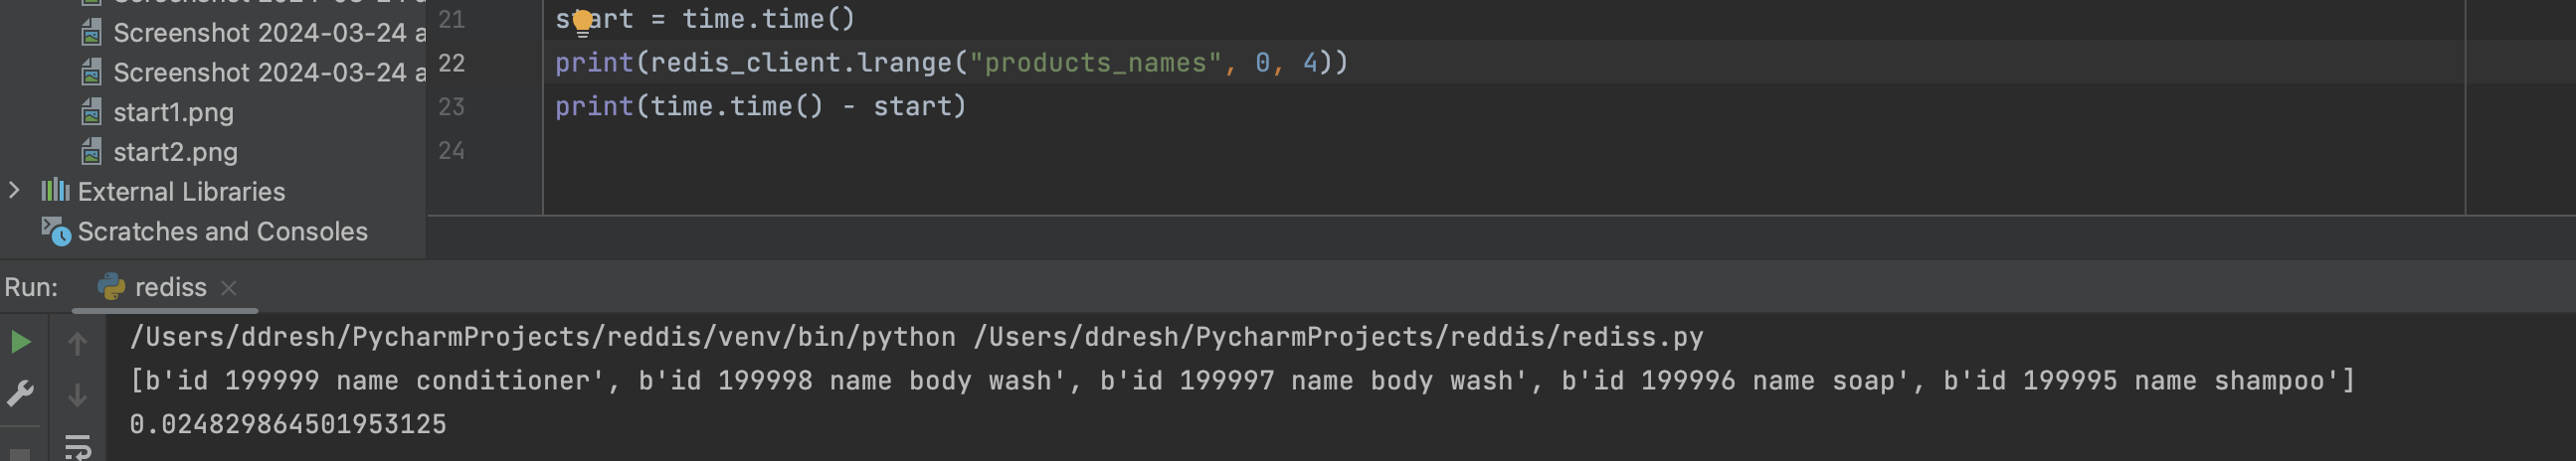 Screenshot 2024-03-24 a
Screenshot 2024-03-24 a
start1.png
start2.png
External Libraries
Scratches and Consoles
21 start = time.time()
22 print(redis_client.lrange("products_names", 0, 4))
23 print(time.time() - start)
24
Run: rediss
/Users/ddresh/PycharmProjects/reddis/venv/bin/python /Users/ddresh/PycharmProjects/reddis/rediss.py
[b'id 199999 name conditioner', b'id 199998 name body wash', b'id 199997 name body wash', b'id 199996 name soap', b'id 199995 name shampoo']
0.024829864501953125